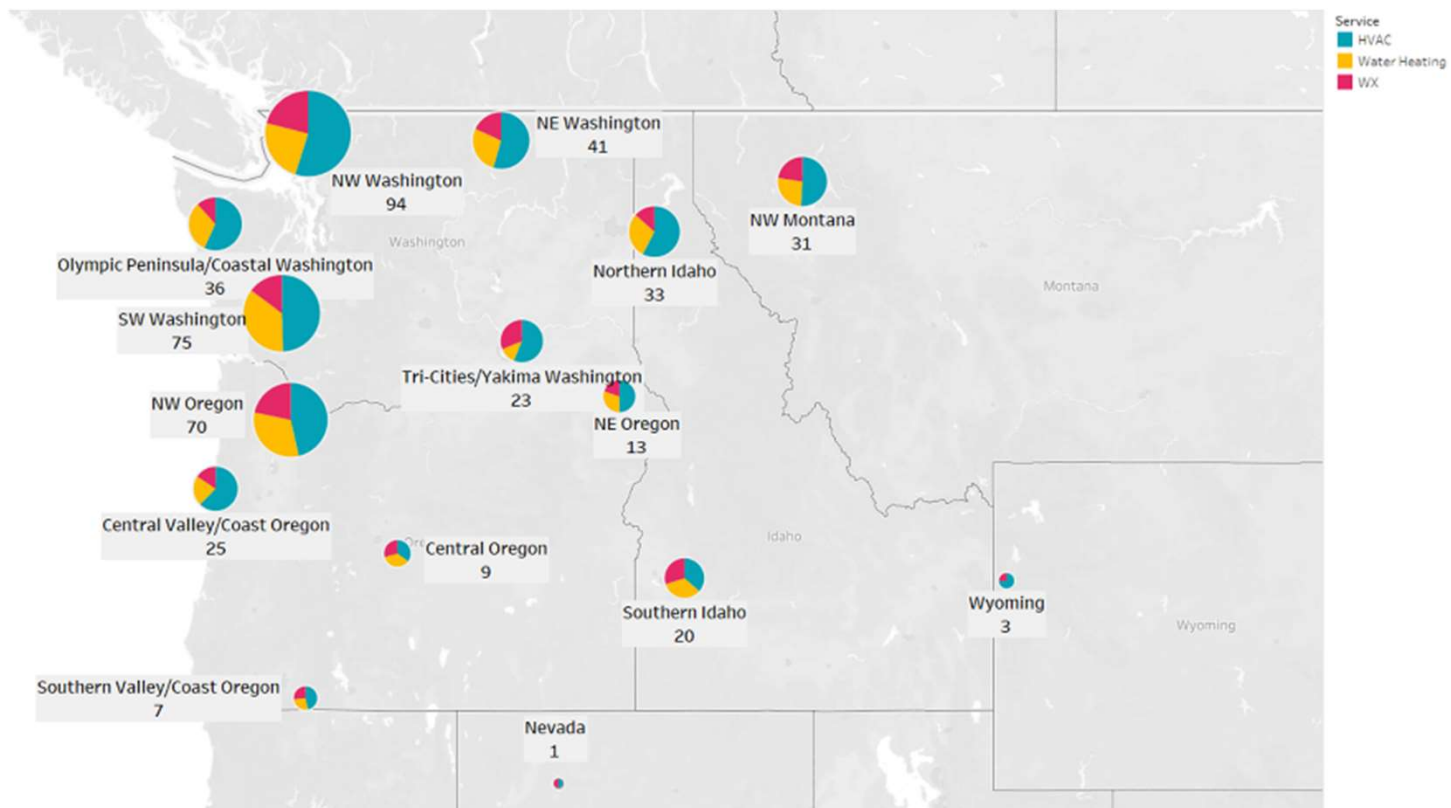 Service
HVAC
Water Heating
WX
NE Washington
41
NW Washington
94
NW Montana
31
Washington
Olympic Peninsula/Coastal Washington
36
Northern Idaho
33
Montana
SW Washington
75
Tri-Cities/Yakima Washington
23
NW Oregon
70
NE Oregon
13
Central Valley/Coast Oregon
25
Idaho
Central Oregon
9
Southern Idaho
20
Wyoming
3
Wyoming
Southern Valley/Coast Oregon
7
Nevada
1